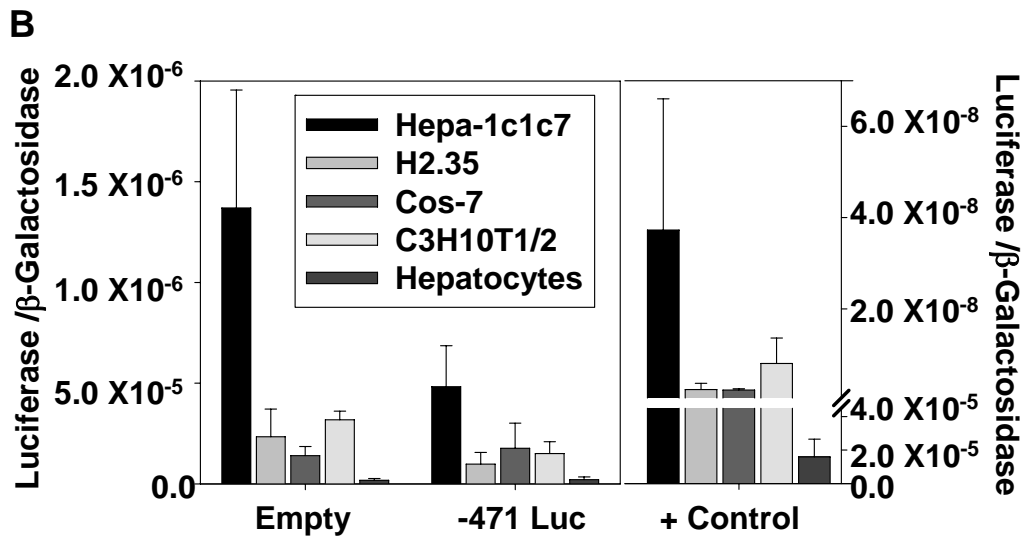 B
Luciferase /β-Galactosidase
2.0 X10⁻⁶
1.5 X10⁻⁶
1.0 X10⁻⁶
5.0 X10⁻⁵
0.0
Hepa-1c1c7
H2.35
Cos-7
C3H10T1/2
Hepatocytes
6.0 X10⁻⁸
4.0 X10⁻⁸
2.0 X10⁻⁸
4.0 X10⁻⁵
2.0 X10⁻⁵
0.0
Luciferase /β-Galactosidase
Empty
-471 Luc
+ Control